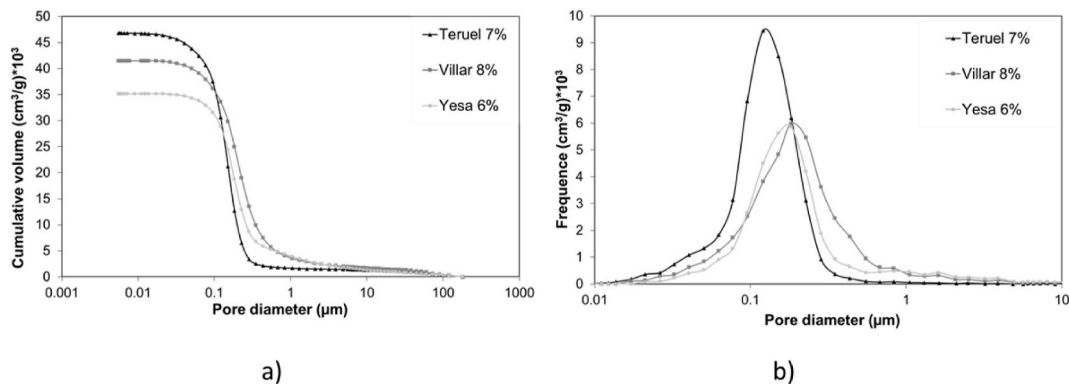 50
45
40
35
30
25
20
15
10
5
0
Cumulative volume (cm³/g)*10³
Teruel 7%
Villar 8%
Yesa 6%
0.001 0.01 0.1 1 10 100 1000
Pore diameter (μm)
a)
10
9
8
7
6
5
4
3
2
1
0
Frequence (cm³/g)*10³
Teruel 7%
Villar 8%
Yesa 6%
0.01 0.1 1 10
Pore diameter (μm)
b)